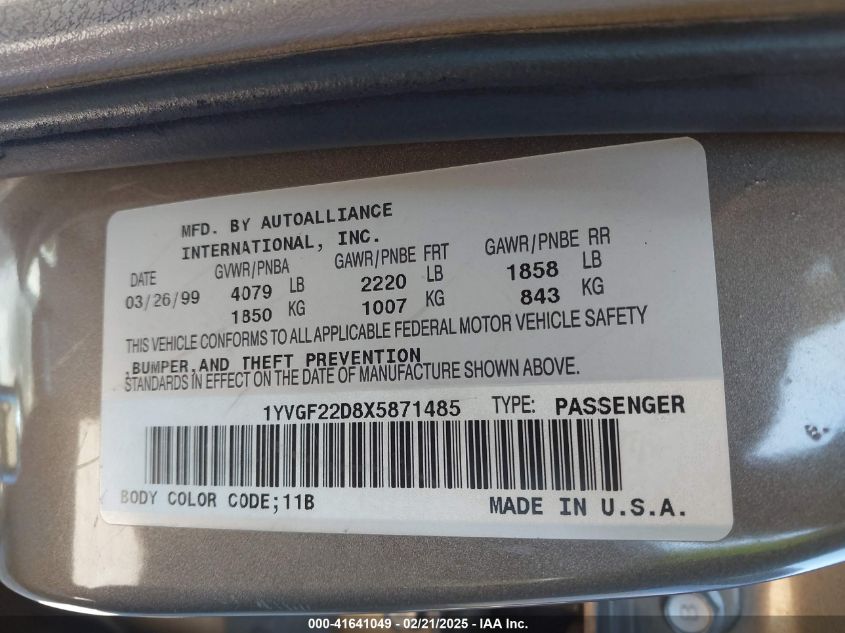 MFD. BY AUTOALLIANCE
INTERNATIONAL, INC.
DATE GVWR/PNBA GAWR/PNBE FRT GAWR/PNBE RR
03/26/99 4079 LB 2220 LB 1858 LB
1850 KG 1007 KG 843 KG
THIS VEHICLE CONFORMS TO ALL APPLICABLE FEDERAL MOTOR VEHICLE SAFETY
,BUMPER,AND THEFT PREVENTION
STANDARDS IN EFFECT ON THE DATE OF MANUFACTURE SHOWN ABOVE.
1YVGF22D8X5871485 TYPE: PASSENGER
BODY COLOR CODE;11B MADE IN U.S.A.
000-41641049 - 02/21/2025 - IAA Inc.